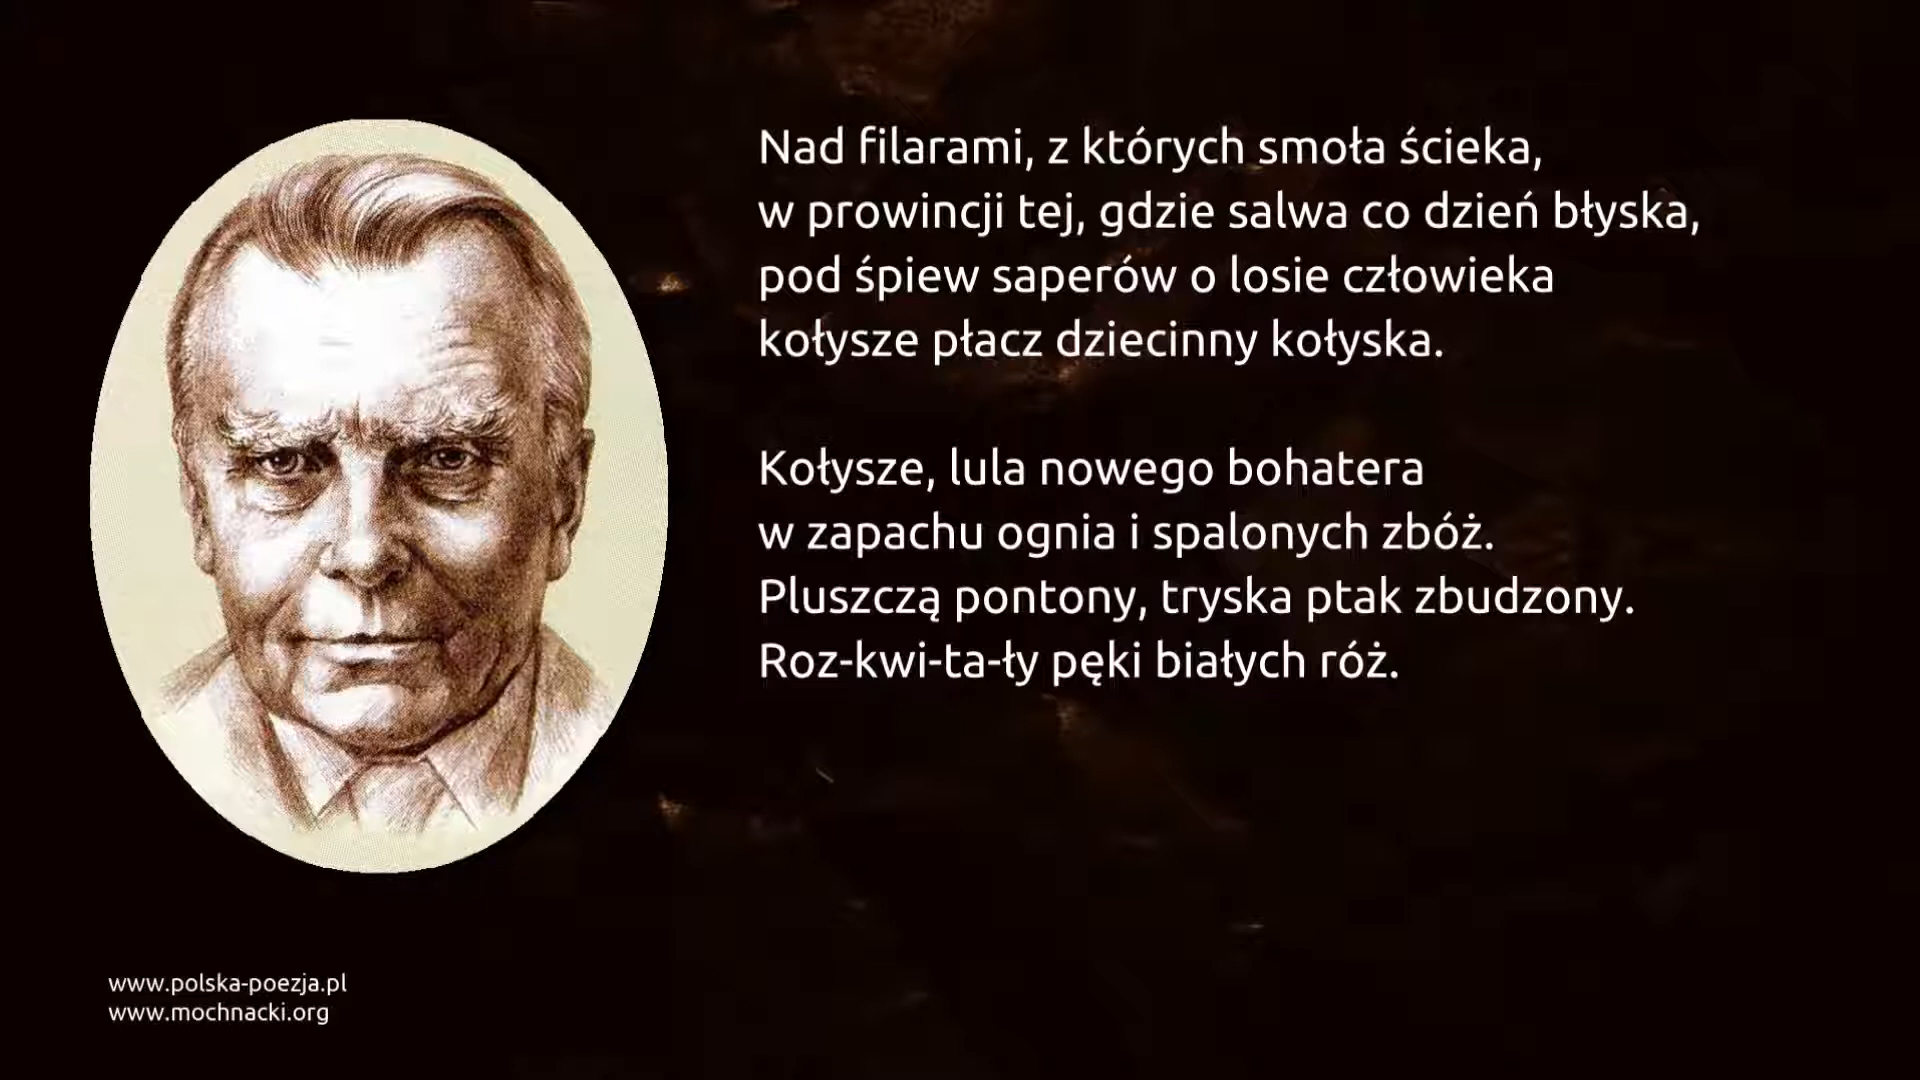 Nad filarami, z których smoła ścieka,
w prowincji tej, gdzie salwa co dzień błyska,
pod śpiew saperów o losie człowieka
kołysze płacz dziecinny kołyska.
Kołysze, lula nowego bohatera
w zapachu ognia i spalonych zbóż.
Pluszczą pontony, tryska ptak zbudzony.
Roz-kwi-ta-ły pęki białych róż.
www.polska-poezja.pl
www.mochnacki.org